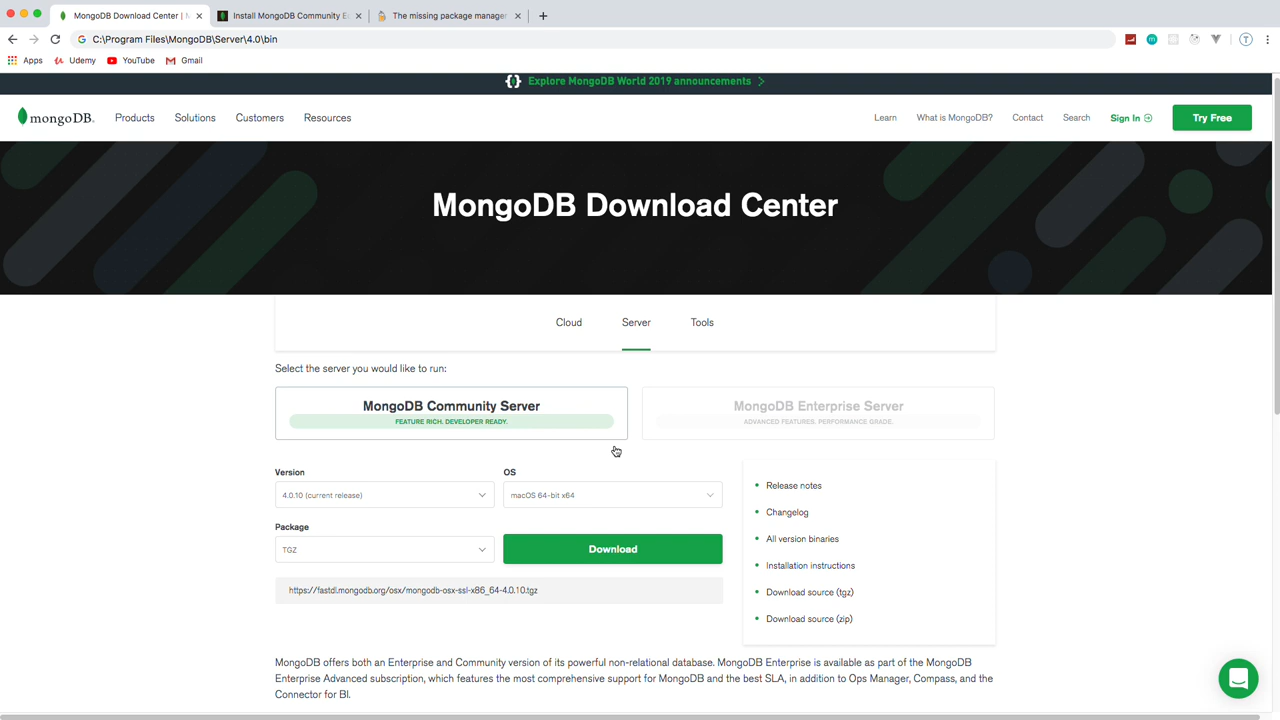 MongoDB Download Center | M
Install MongoDB Community E
The missing package manager
C:\Program Files\MongoDB\Server\4.0\bin
T
Apps
Udemy
YouTube
Gmail
Explore MongoDB World 2019 announcements
mongoDB.
Products
Solutions
Customers
Resources
Learn
What is MongoDB?
Contact
Search
Sign In
Try Free
MongoDB Download Center
Cloud
Server
Tools
Select the server you would like to run:
MongoDB Community Server
FEATURE RICH. DEVELOPER READY.
MongoDB Enterprise Server
ADVANCED FEATURES. PERFORMANCE GRADE.
Version
4.0.10 (current release)
OS
macOS 64-bit x64
Package
TGZ
Download
https://fastdl.mongodb.org/osx/mongodb-osx-ssl-x86_64-4.0.10.tgz
Release notes
Changelog
All version binaries
Installation instructions
Download source (tgz)
Download source (zip)
MongoDB offers both an Enterprise and Community version of its powerful non-relational database. MongoDB Enterprise is available as part of the MongoDB
Enterprise Advanced subscription, which features the most comprehensive support for MongoDB and the best SLA, in addition to Ops Manager, Compass, and the
Connector for BI.